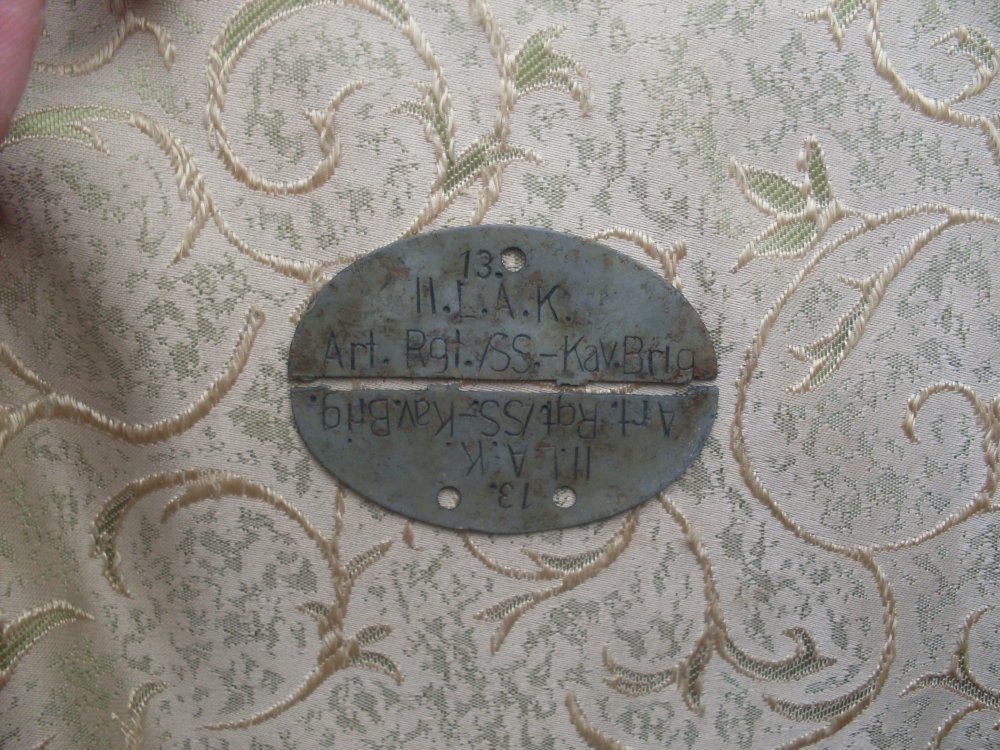 13.
II.L.A.K.
Art. Rgt./SS.-Kav.Brig
Art. Rgt./SS-Kav.Brig.
II.L.A.K.
13.